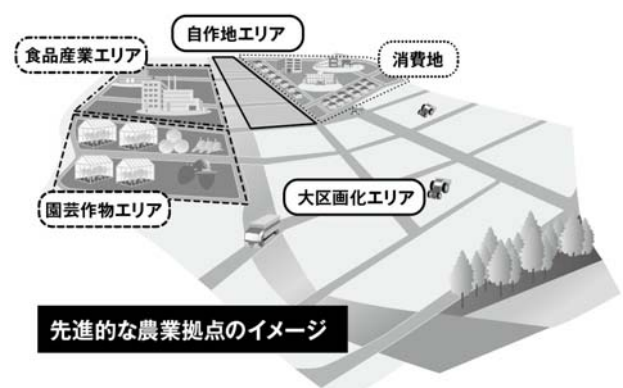 自作地エリア
食品産業エリア
消費地
大区画化エリア
園芸作物エリア
先進的な農業拠点のイメージ